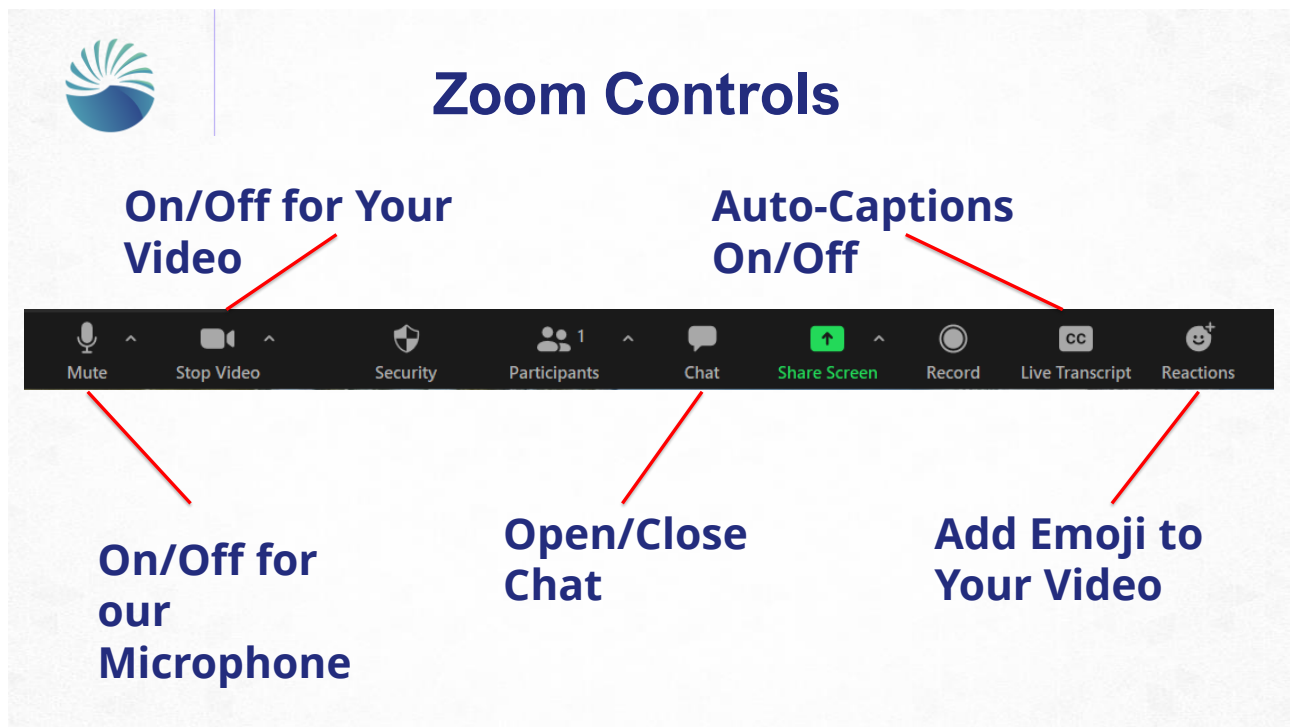 Zoom Controls
On/Off for Your
Video
Auto-Captions
On/Off
1
Mute
Stop Video
Security
Participants
Chat
Share Screen
Record
CC
Live Transcript
Reactions
On/Off for
our
Microphone
Open/Close
Chat
Add Emoji to
Your Video